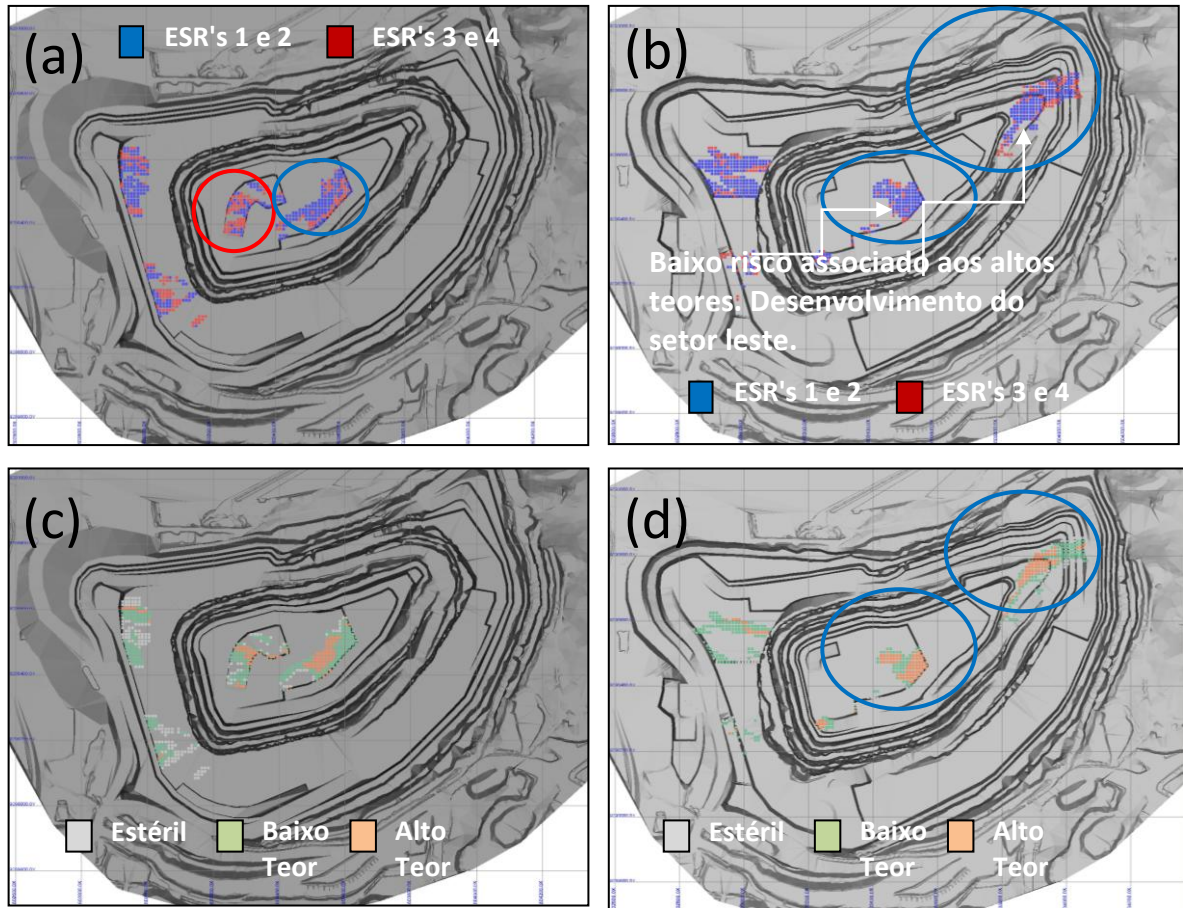 (a)
ESR's 1 e 2
ESR's 3 e 4
(b)
Baixo risco associado aos altos
teores. Desenvolvimento do
setor leste.
ESR's 1 e 2
ESR's 3 e 4
(c)
Estéril
Baixo
Teor
Alto
Teor
(d)
Estéril
Baixo
Teor
Alto
Teor